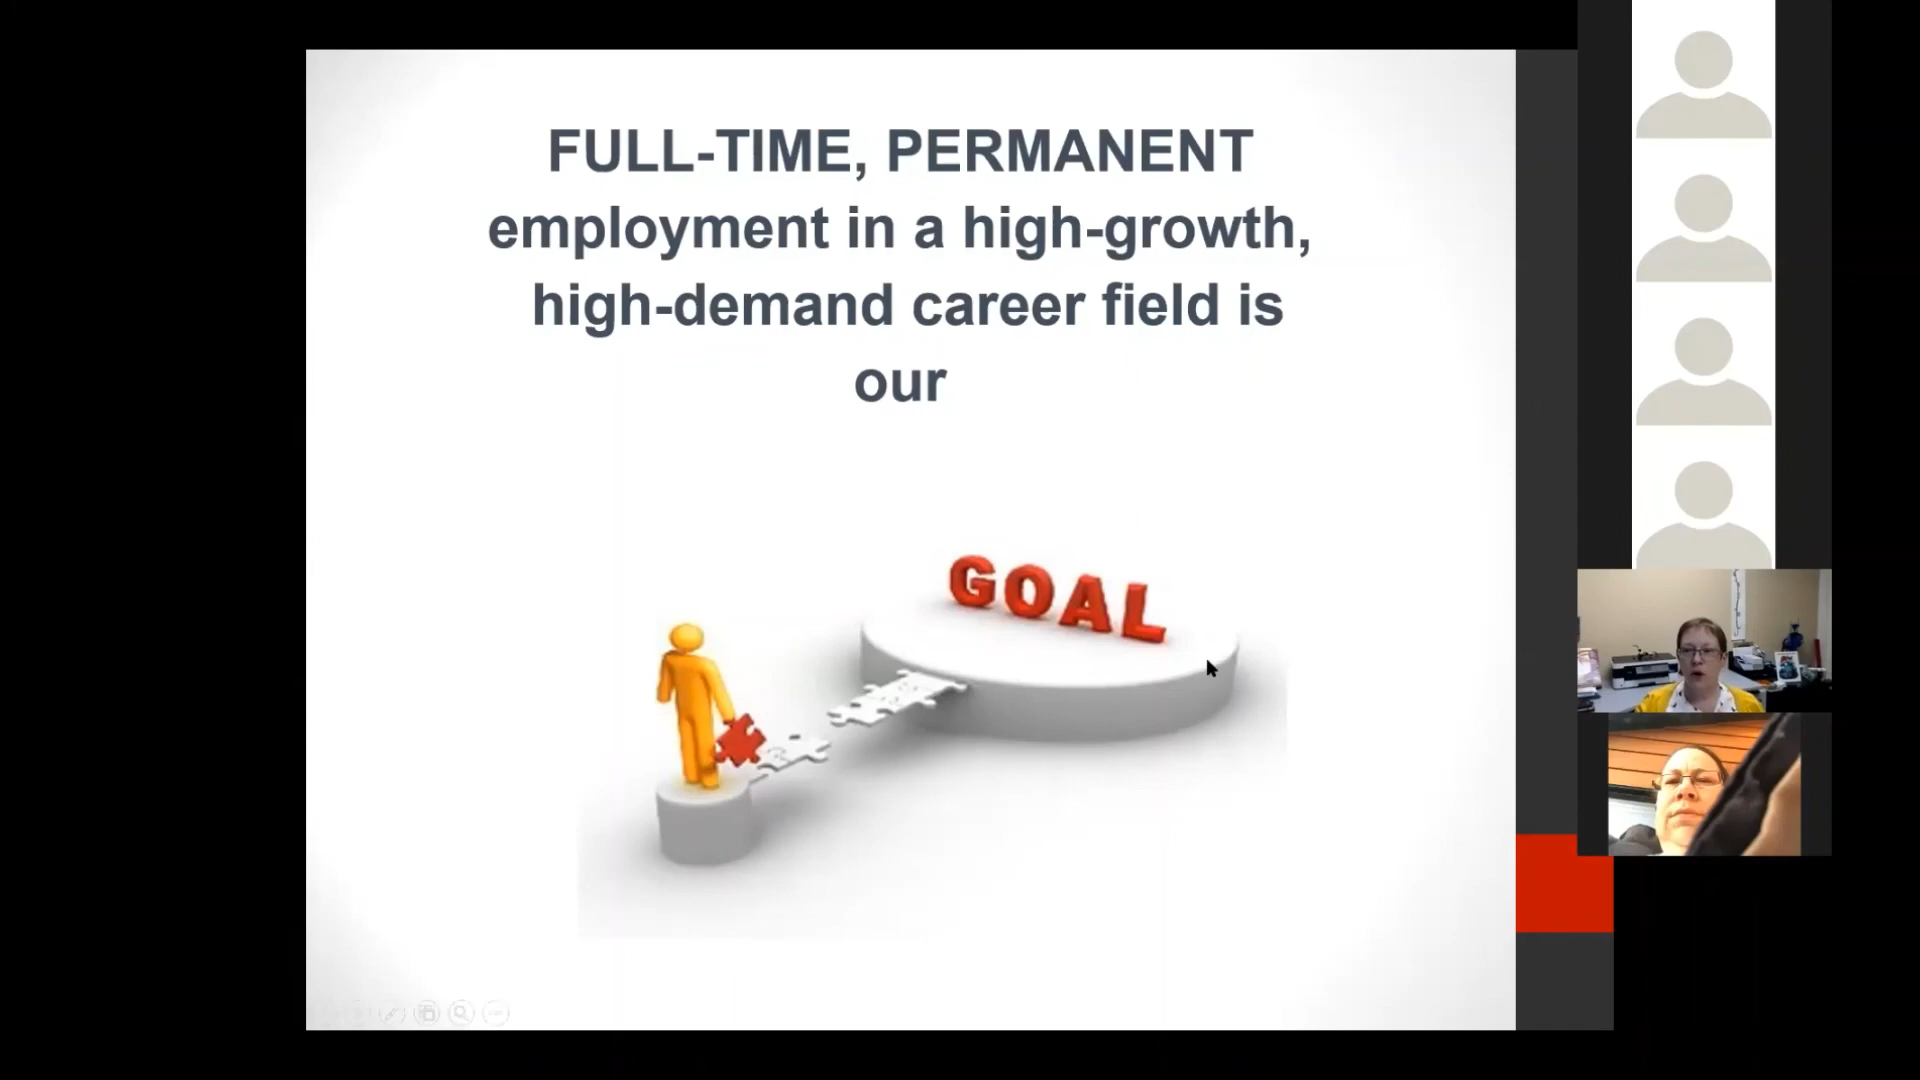 FULL-TIME, PERMANENT
employment in a high-growth,
high-demand career field is
our
GOAL